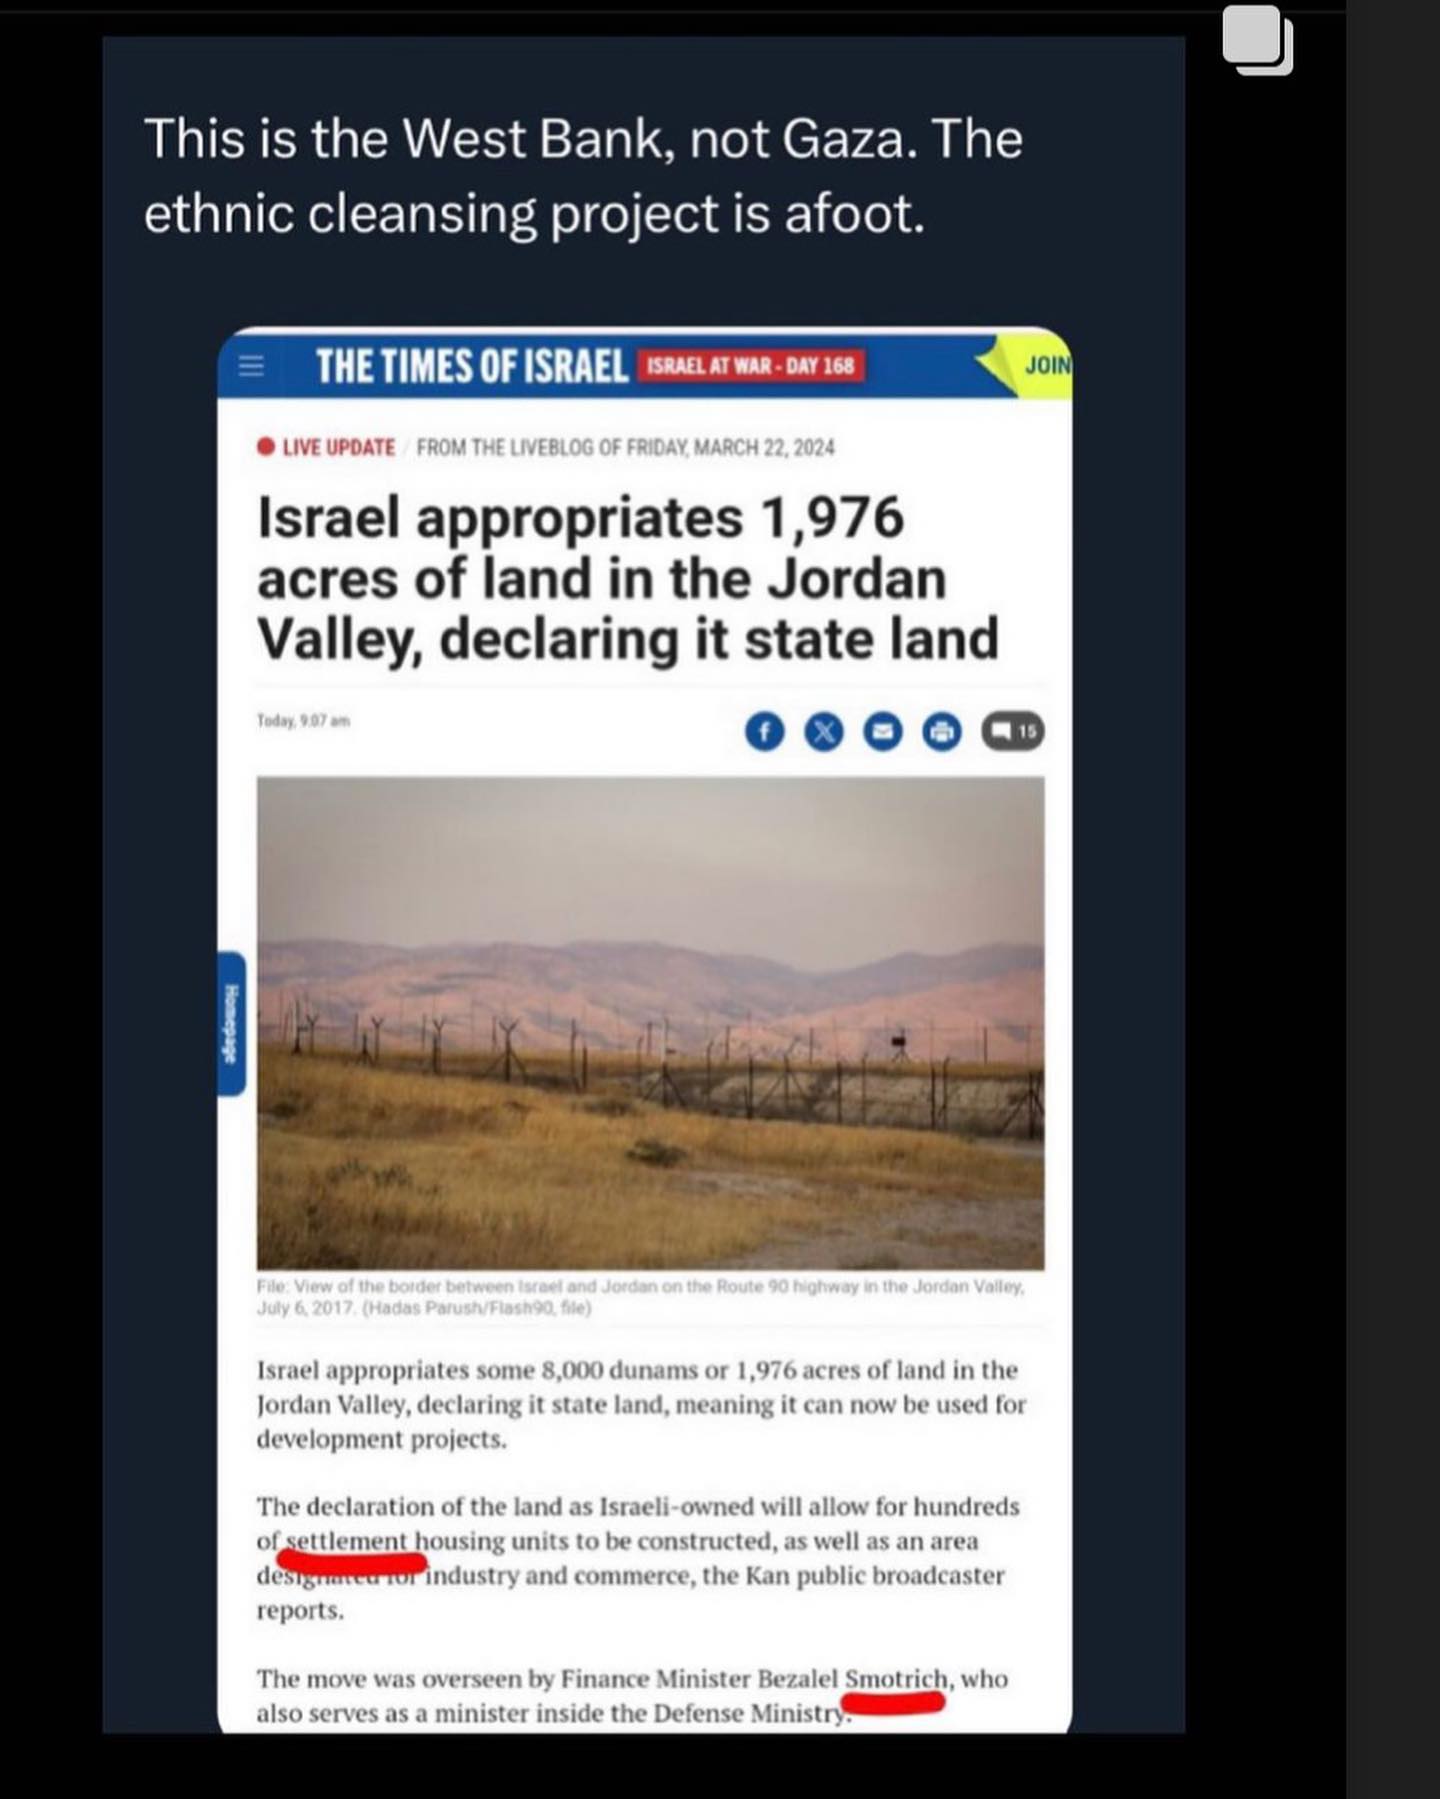 This is the West Bank, not Gaza. The
ethnic cleansing project is afoot.
THE TIMES OF ISRAEL ISRAEL AT WAR - DAY 168 JOIN
LIVE UPDATE / FROM THE LIVEBLOG OF FRIDAY, MARCH 22, 2024
Israel appropriates 1,976
acres of land in the Jordan
Valley, declaring it state land
Today, 9:07 am
15
Homepage
File: View of the border between Israel and Jordan on the Route 90 highway in the Jordan Valley,
July 6, 2017. (Hadas Parush/Flash90, file)
Israel appropriates some 8,000 dunams or 1,976 acres of land in the
Jordan Valley, declaring it state land, meaning it can now be used for
development projects.
The declaration of the land as Israeli-owned will allow for hundreds
of settlement housing units to be constructed, as well as an area
designated for industry and commerce, the Kan public broadcaster
reports.
The move was overseen by Finance Minister Bezalel Smotrich, who
also serves as a minister inside the Defense Ministry.